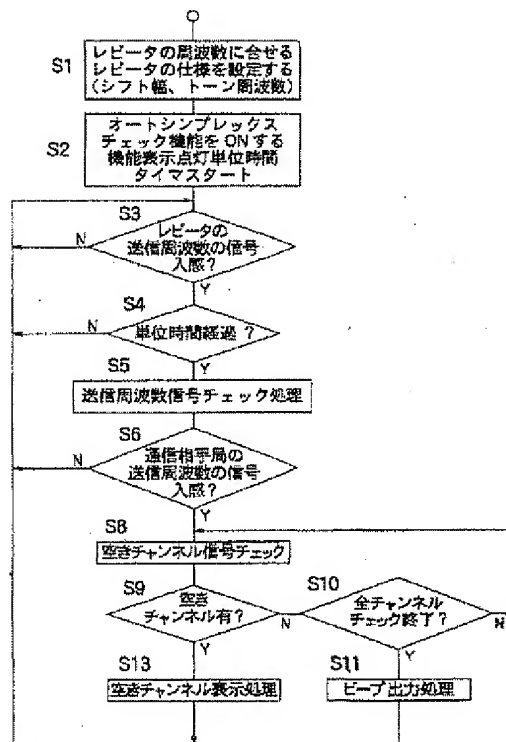 S1
レピータの周波数に合せる
レピータの仕様を設定する
(シフト幅、トーン周波数)
S2
オートシンプレックス
チェック機能をONする
機能表示点灯単位時間
タイマスタート
S3
レピータの
送信周波数の信号
入感?
N
Y
S4
単位時間経過 ?
N
Y
S5
送信周波数信号チェック処理
S6
通信相手局の
送信周波数の信号
入感?
N
Y
S8
空きチャンネル信号チェック
S9
空き
チャンネル有?
N
Y
S10
全チャンネル
チェック終了?
N
Y
S13
空きチャンネル表示処理
S11
ビープ出力処理